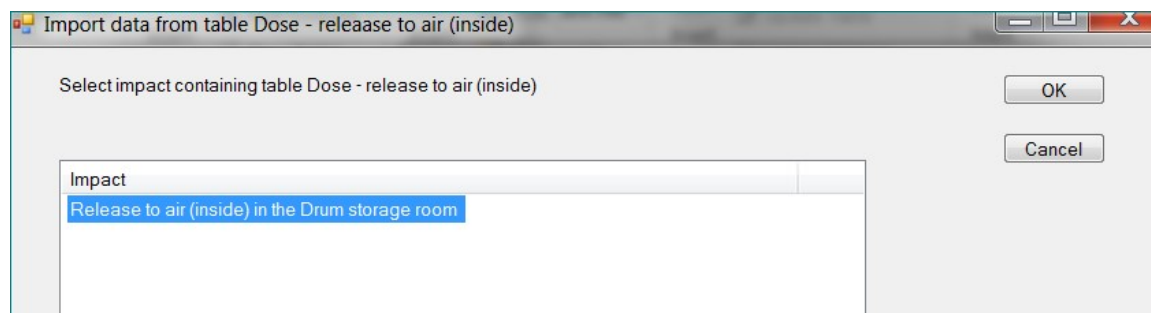 Import data from table Dose - releaase to air (inside)
Select impact containing table Dose - release to air (inside)
OK
Cancel
Impact
Release to air (inside) in the Drum storage room